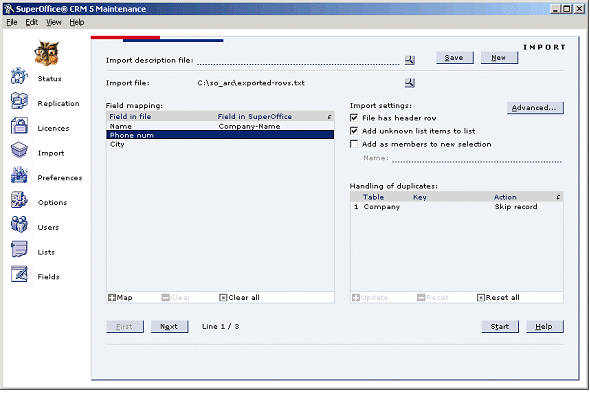 SuperOffice® CRM 5 Maintenance
File Edit View Help
IMPORT
Import description file:
Save New
Status
Import file: C:\so_arc\exported-rovs.txt
Replication
Field mapping: Import settings: Advanced...
Field in file Field in SuperOffice
File has header rov
Name Company-Name
Licences
Add unknovn list items to list
Phone num
City
Add as members to new selection
Import
Name:
Preferences
Handling of duplicates:
Table Key Action
Options
1 Company Skip record
Users
Lists
Fields
Map Clear Clear all Update Reset Reset all
First Next Line 1 / 3 Start Help